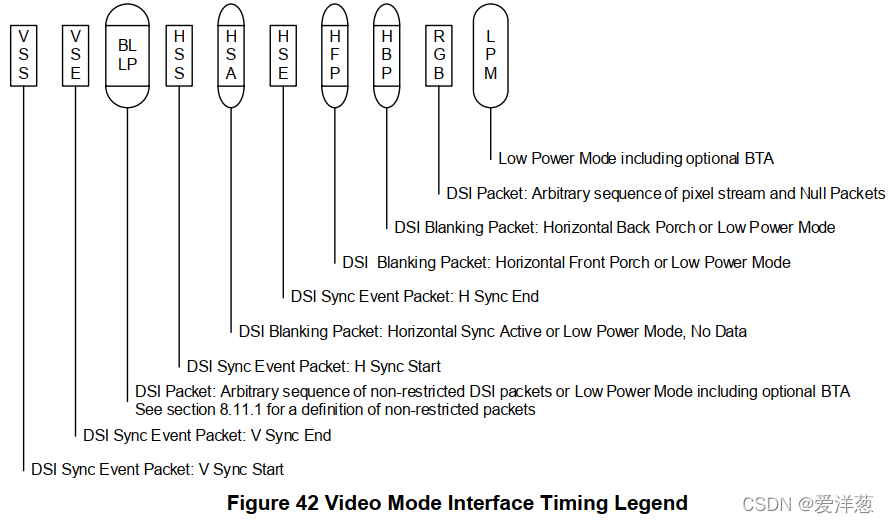 VSS VSE BLLP HSS HSA HSE HFP HBP RGB LPM
Low Power Mode including optional BTA
DSI Packet: Arbitrary sequence of pixel stream and Null Packets
DSI Blanking Packet: Horizontal Back Porch or Low Power Mode
DSI Blanking Packet: Horizontal Front Porch or Low Power Mode
DSI Sync Event Packet: H Sync End
DSI Blanking Packet: Horizontal Sync Active or Low Power Mode, No Data
DSI Sync Event Packet: H Sync Start
DSI Packet: Arbitrary sequence of non-restricted DSI packets or Low Power Mode including optional BTA
See section 8.11.1 for a definition of non-restricted packets
DSI Sync Event Packet: V Sync End
DSI Sync Event Packet: V Sync Start
Figure 42 Video Mode Interface Timing Legend
CSDN @爱洋葱